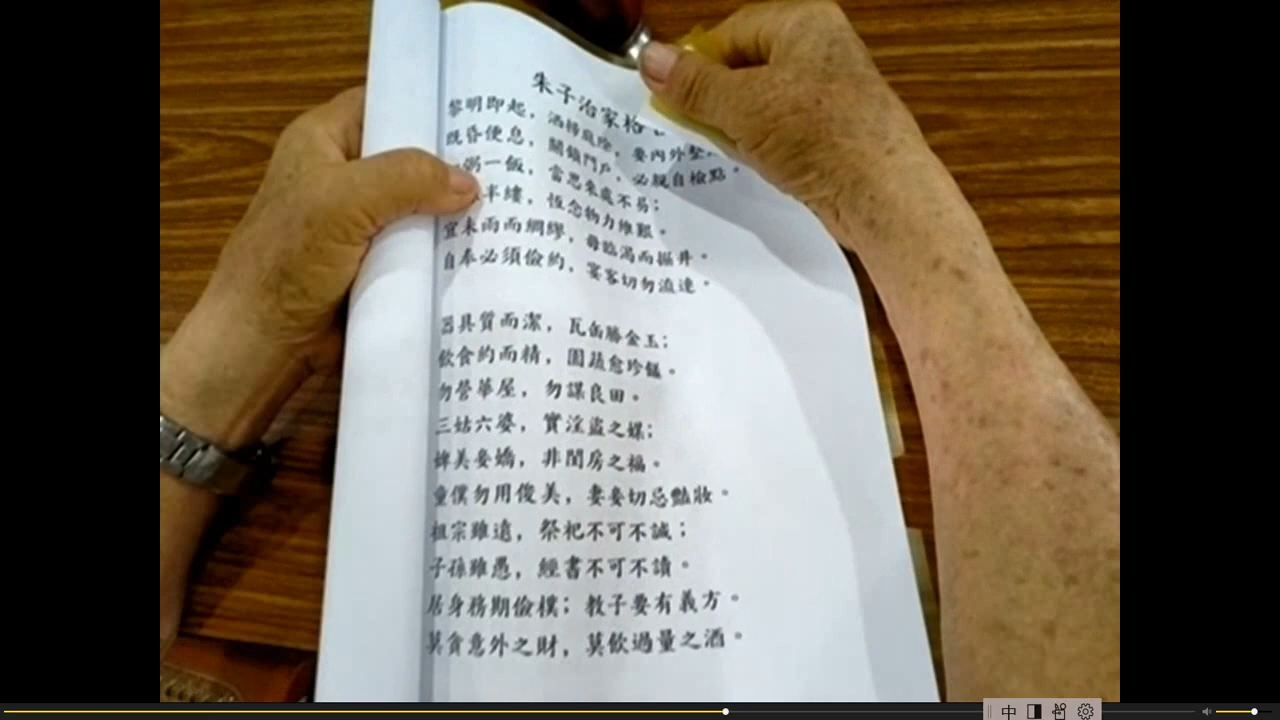 朱子治家格
黎明即起，洒掃庭除，要內外整
既昏便息，關鎖門戶，必親自檢點。
粥一飯，當思來處不易；
半縷，恆念物力維艱。
宜未雨而綢繆，毋臨渴而掘井。
自奉必須儉約，宴客切勿流連。
器具質而潔，瓦缶勝金玉；
飲食約而精，園蔬愈珍饈。
勿營華屋，勿謀良田。
三姑六婆，實淫盜之媒；
婢美妾嬌，非閨房之福。
童僕勿用俊美，妻妾切忌豔妝。
祖宗雖遠，祭祀不可不誠；
子孫雖愚，經書不可不讀。
居身務期儉樸；教子要有義方。
莫貪意外之財，莫飲過量之酒。
中